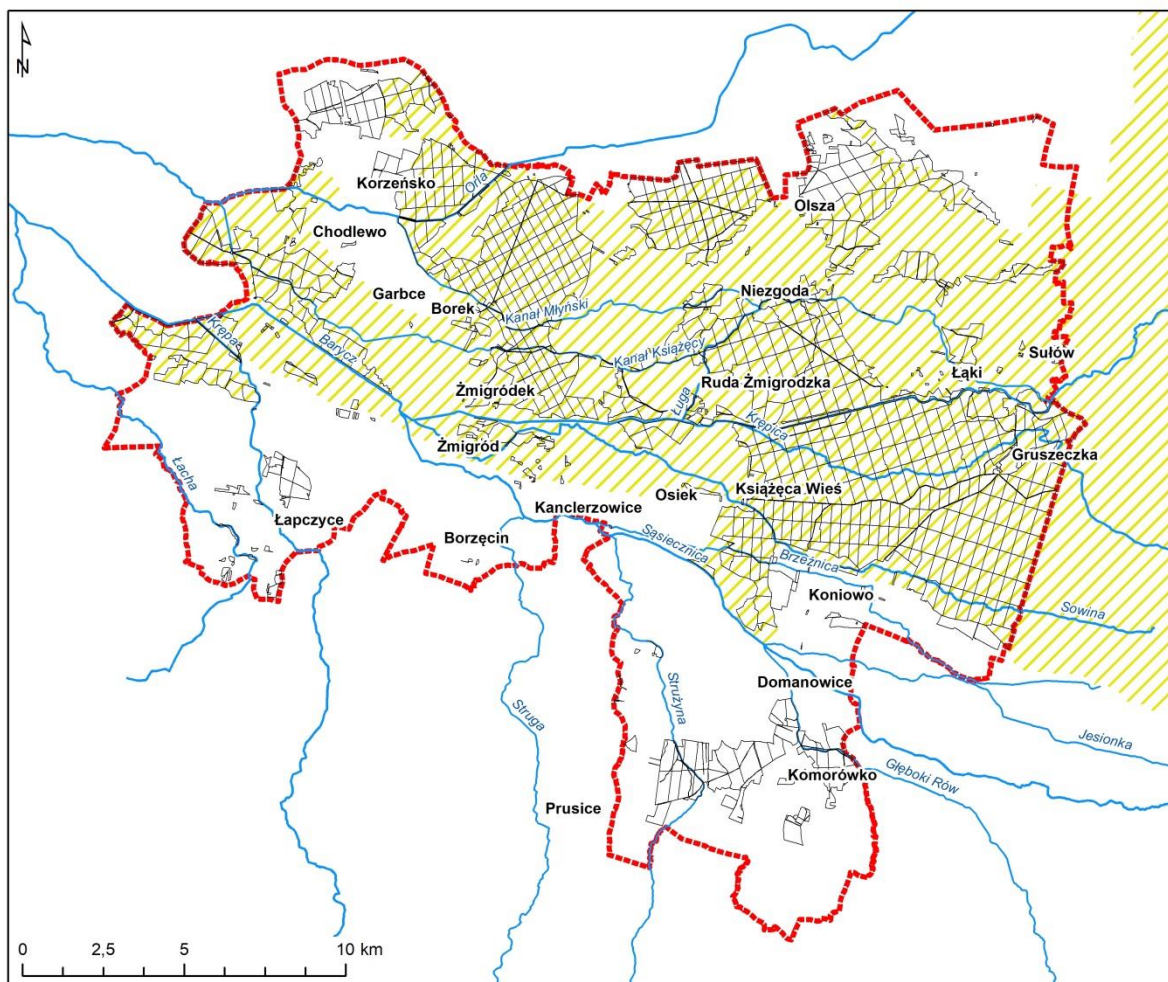 N
Korzeńsko
Orla
Olsza
Chodlewo
Niezgoda
Garbce
Borek
Kanał Młyński
Krępa
Barycz
Kanał Książęcy
Sułów
Łąki
Żmigródek
Ruda Żmigrodzka
Ługa
Krępica
Żmigród
Gruszeczka
Łacha
Osiek
Książęca Wieś
Kanclerzowice
Łapczyce
Borzęcin
Sąsiecznica
Brzeźnica
Koniowo
Sowina
Domanowice
Strużyna
Struga
Jesionka
Głęboki Rów
Komorówko
Prusice
0 2,5 5 10 km